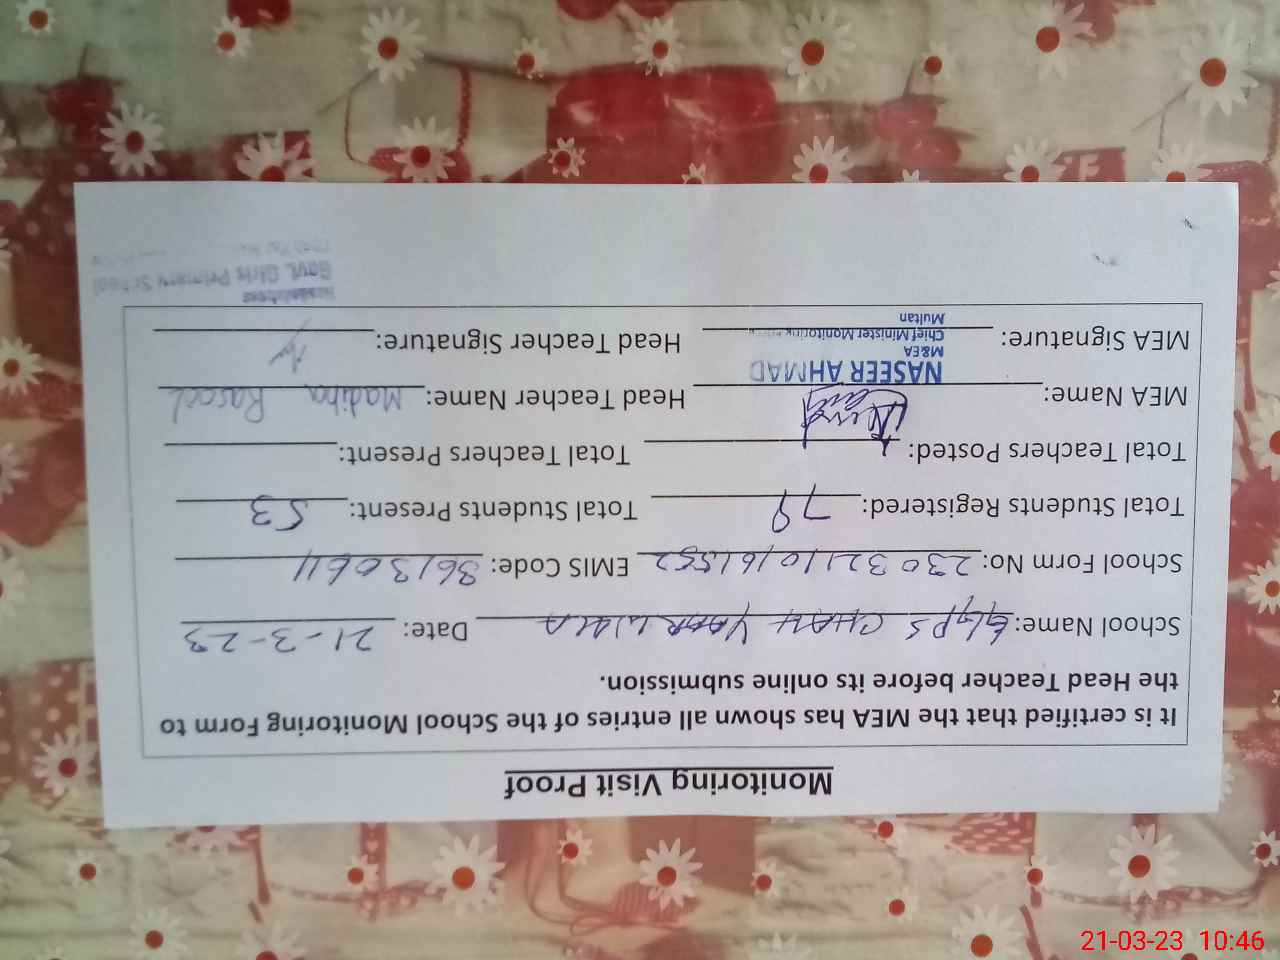 Monitoring Visit Proof
It is certified that the MEA has shown all entries of the School Monitoring Form to
the Head Teacher before its online submission.
School Name: GGPS CHAH YAAR WALA Date: 21-3-23
School Form No: 23032110161552 EMIS Code: 36130614
Total Students Registered: 79 Total Students Present: 53
Total Teachers Posted: Total Teachers Present:
MEA Name: NASEER AHMAD Head Teacher Name: Madiha Rasool
M&EA
MEA Signature: Chief Minister Monitoring Head Teacher Signature:
Multan
Govt. Girls Primary School
21-03-23 10:46